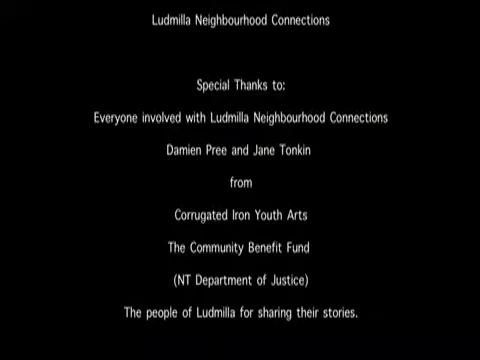 Ludmilla Neighbourhood Connections
Special Thanks to:
Everyone involved with Ludmilla Neighbourhood Connections
Damien Pree and Jane Tonkin
from
Corrugated Iron Youth Arts
The Community Benefit Fund
(NT Department of Justice)
The people of Ludmilla for sharing their stories.